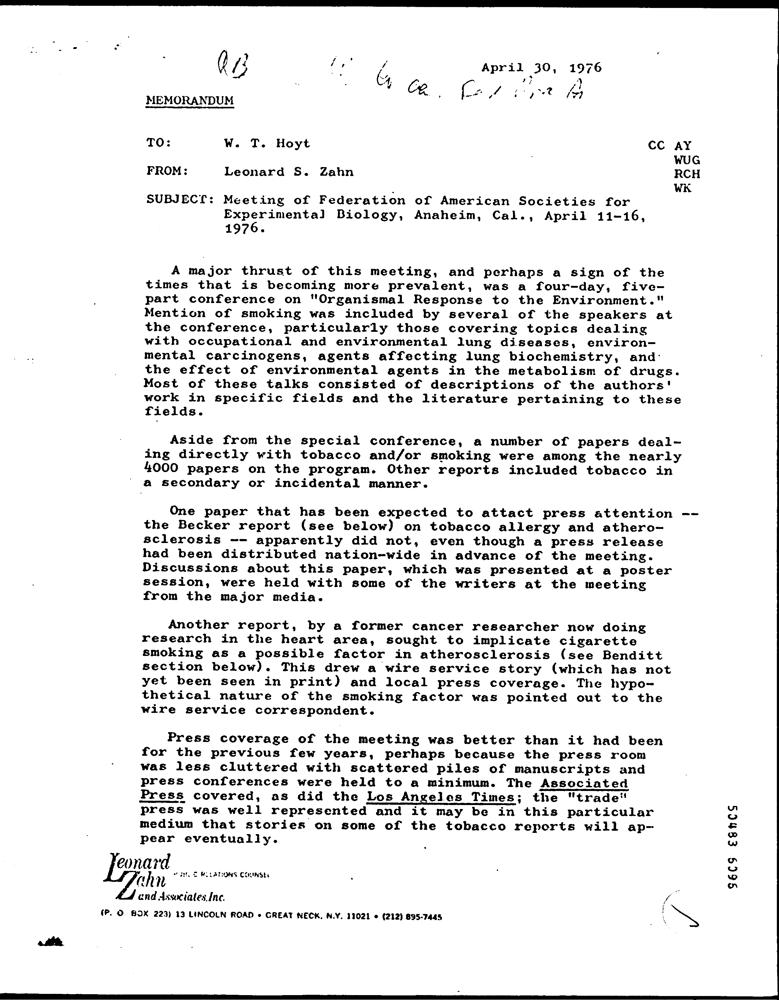 QB
April 30, 1976
MEMORANDUM
TO: W. T. Hoyt
CC AY
WUG
FROM: Leonard S. Zahn
RCH
WK
SUBJECT: Meeting of Federation of American Societies for
Experimental Biology, Anaheim, Cal., April 11-16,
1976.
A major thrust of this meeting, and perhaps a sign of the
times that is becoming more prevalent, was a four-day, five-
part conference on "Organismal Response to the Environment."
Mention of smoking was included by several of the speakers at
the conference, particularly those covering topics dealing
with occupational and environmental lung diseases, environ-
mental carcinogens, agents affecting lung biochemistry, and
the effect of environmental agents in the metabolism of drugs.
Most of these talks consisted of descriptions of the authors'
work in specific fields and the literature pertaining to these
fields.
Aside from the special conference, a number of papers deal-
ing directly with tobacco and/or smoking were among the nearly
4000 papers on the program. Other reports included tobacco in
a secondary or incidental manner.
One paper that has been expected to attact press attention --
the Becker report (see below) on tobacco allergy and athero-
sclerosis -- apparently did not, even though a press release
had been distributed nation-wide in advance of the meeting.
Discussions about this paper, which was presented at a poster
session, were held with some of the writers at the meeting
from the major media.
Another report, by a former cancer researcher now doing
research in the heart area, sought to implicate cigarette
smoking as a possible factor in atherosclerosis (see Benditt
section below). This drew a wire service story (which has not
yet been seen in print) and local press coverage. The hypo-
thetical nature of the smoking factor was pointed out to the
wire service correspondent.
Press coverage of the meeting was better than it had been
for the previous few years, perhaps because the press room
was less cluttered with scattered piles of manuscripts and
press conferences were held to a minimum. The Associated
Press covered, as did the Los Angeles Times; the "trade"
press was well represented and it may be in this particular
medium that stories on some of the tobacco reports will ap-
pear eventually.
Leonard
Zahn PUBLIC RELATIONS COUNSEL
and Associates, Inc.
(P. O BOX 223) 13 LINCOLN ROAD • GREAT NECK, N.Y. 11021 • (212) 895-7445
50483 5095